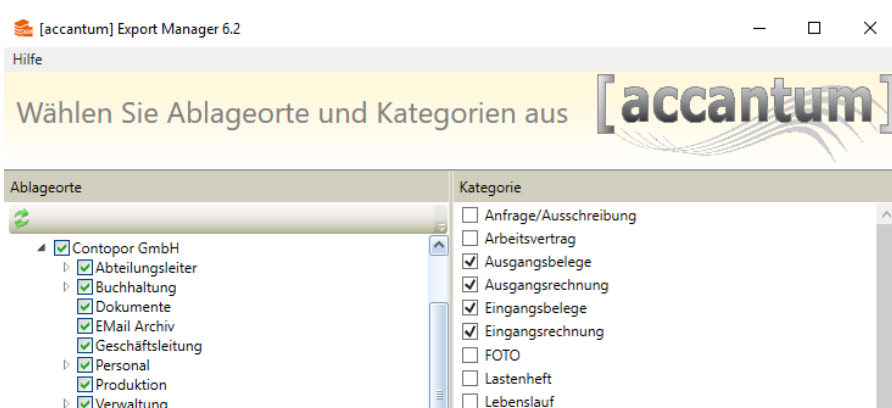 [accantum] Export Manager 6.2
Hilfe
Wählen Sie Ablageorte und Kategorien aus
[accantum]
Ablageorte
Contopor GmbH
Abteilungsleiter
Buchhaltung
Dokumente
EMail Archiv
Geschäftsleitung
Personal
Produktion
Verwaltung
Kategorie
Anfrage/Ausschreibung
Arbeitsvertrag
Ausgangsbelege
Ausgangsrechnung
Eingangsbelege
Eingangsrechnung
FOTO
Lastenheft
Lebenslauf